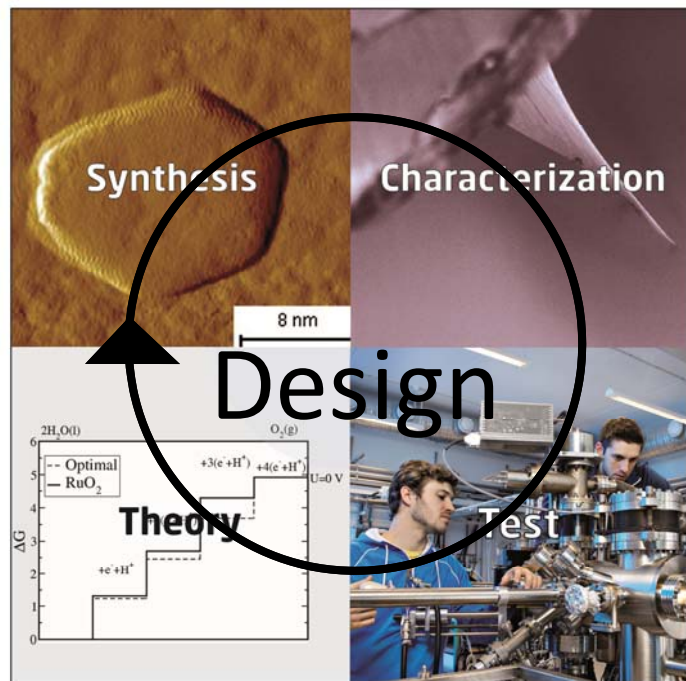 Synthesis
Characterization
8 nm
Design
2H₂O(l)
O₂(g)
6
5
4
3
2
1
0
ΔG
Optimal
RuO₂
+3(e⁻+H⁺)
+4(e⁻+H⁺)
U=0 V
+e⁻+H⁺
Theory
Test